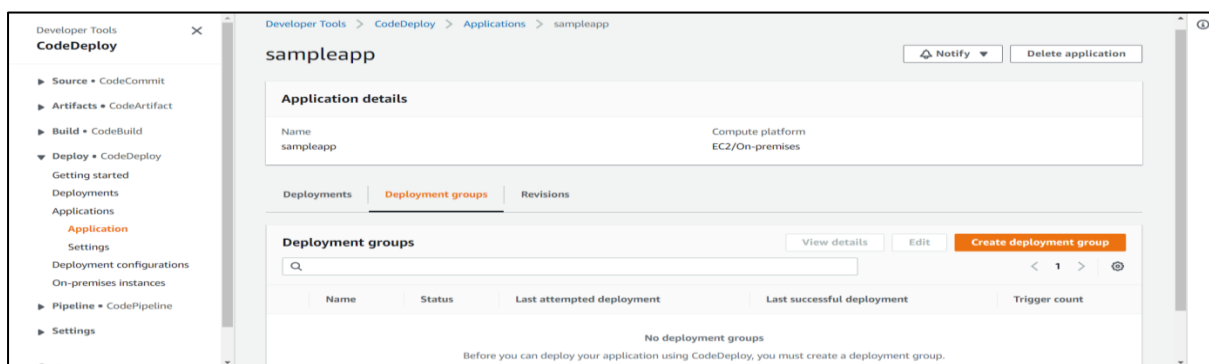 Developer Tools
CodeDeploy
Source • CodeCommit
Artifacts • CodeArtifact
Build • CodeBuild
Deploy • CodeDeploy
Getting started
Deployments
Applications
Application
Settings
Deployment configurations
On-premises instances
Pipeline • CodePipeline
Settings
Developer Tools > CodeDeploy > Applications > sampleapp
sampleapp
Notify
Delete application
Application details
Name
Compute platform
sampleapp
EC2/On-premises
Deployments
Deployment groups
Revisions
Deployment groups
View details
Edit
Create deployment group
< 1 >
Name
Status
Last attempted deployment
Last successful deployment
Trigger count
No deployment groups
Before you can deploy your application using CodeDeploy, you must create a deployment group.